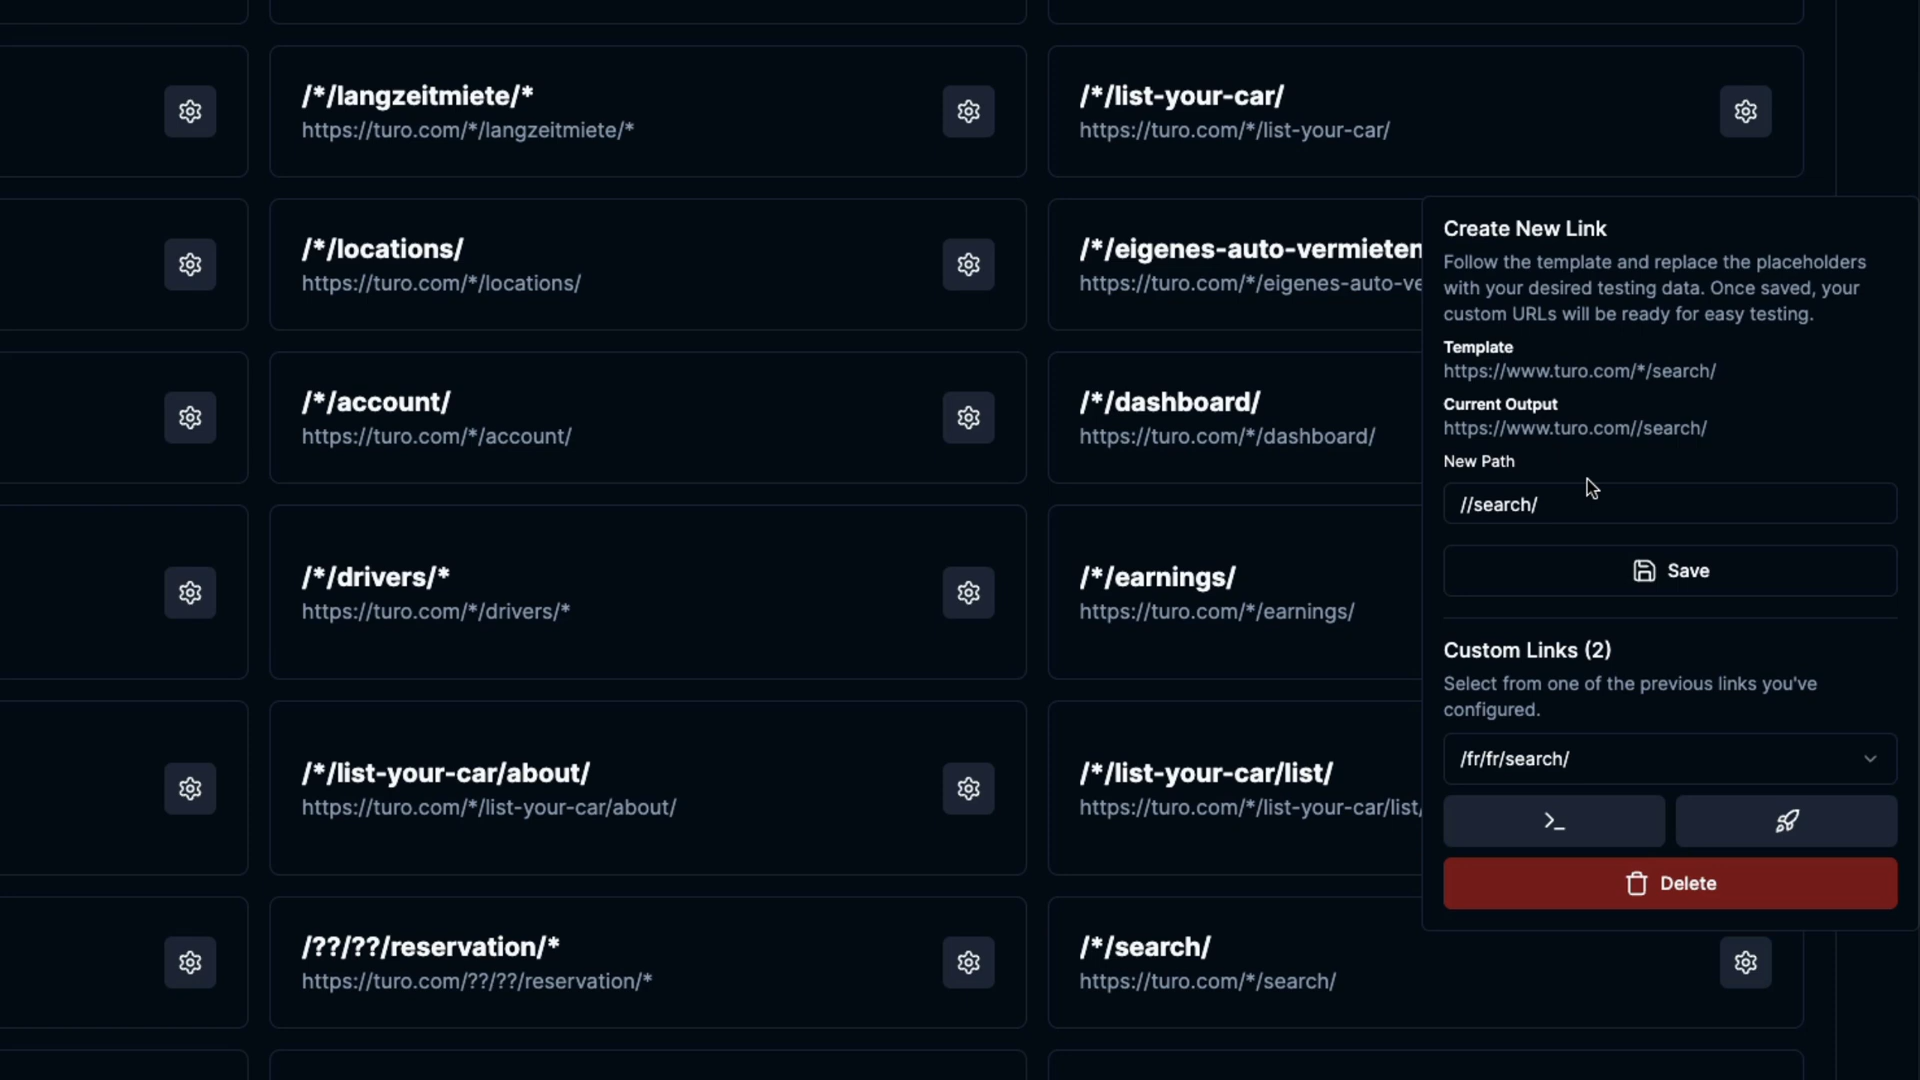 /*/langzeitmiete/*
https://turo.com/*/langzeitmiete/*
/*/list-your-car/
https://turo.com/*/list-your-car/
/*/locations/
https://turo.com/*/locations/
/*/eigenes-auto-vermieten
https://turo.com/*/eigenes-auto-ve
/*/account/
https://turo.com/*/account/
/*/dashboard/
https://turo.com/*/dashboard/
/*/drivers/*
https://turo.com/*/drivers/*
/*/earnings/
https://turo.com/*/earnings/
/*/list-your-car/about/
https://turo.com/*/list-your-car/about/
/*/list-your-car/list/
https://turo.com/*/list-your-car/list/
/??/??/reservation/*
https://turo.com/??/??/reservation/*
/*/search/
https://turo.com/*/search/
Create New Link
Follow the template and replace the placeholders
with your desired testing data. Once saved, your
custom URLs will be ready for easy testing.
Template
https://www.turo.com/*/search/
Current Output
https://www.turo.com//search/
New Path
//search/
Save
Custom Links (2)
Select from one of the previous links you've
configured.
/fr/fr/search/
Delete